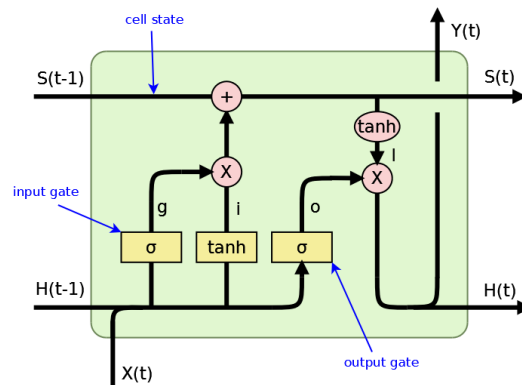 cell state
Y(t)
S(t-1)
S(t)
+
tanh
l
X
X
input gate
g
i
o
σ
tanh
σ
H(t-1)
H(t)
output gate
X(t)